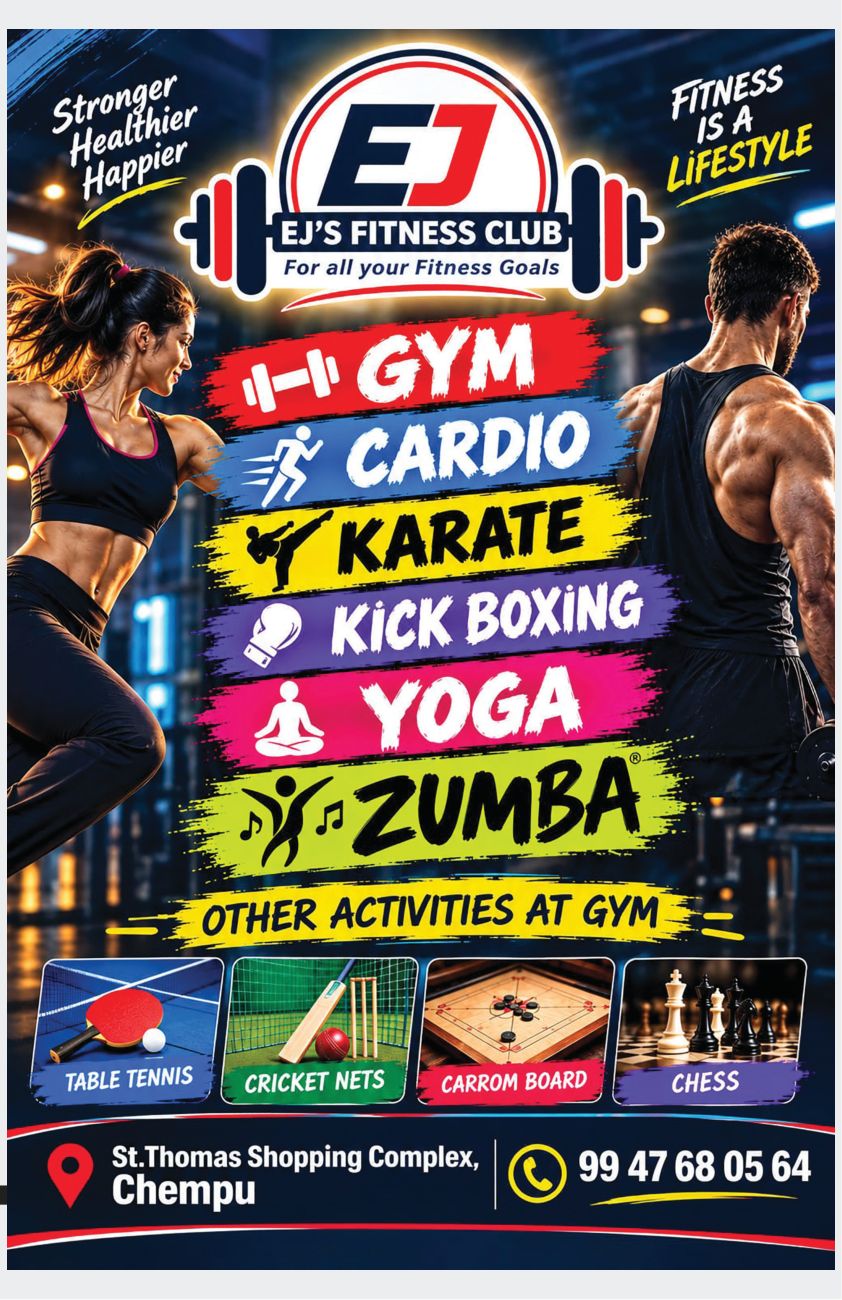 Stronger
Healthier
Happier
EJ
EJ'S FITNESS CLUB
For all your Fitness Goals
FITNESS
IS A
LIFESTYLE
GYM
CARDIO
KARATE
KICK BOXING
YOGA
ZUMBA®
OTHER ACTIVITIES AT GYM
TABLE TENNIS
CRICKET NETS
CARROM BOARD
CHESS
St.Thomas Shopping Complex,
Chempu
99 47 68 05 64